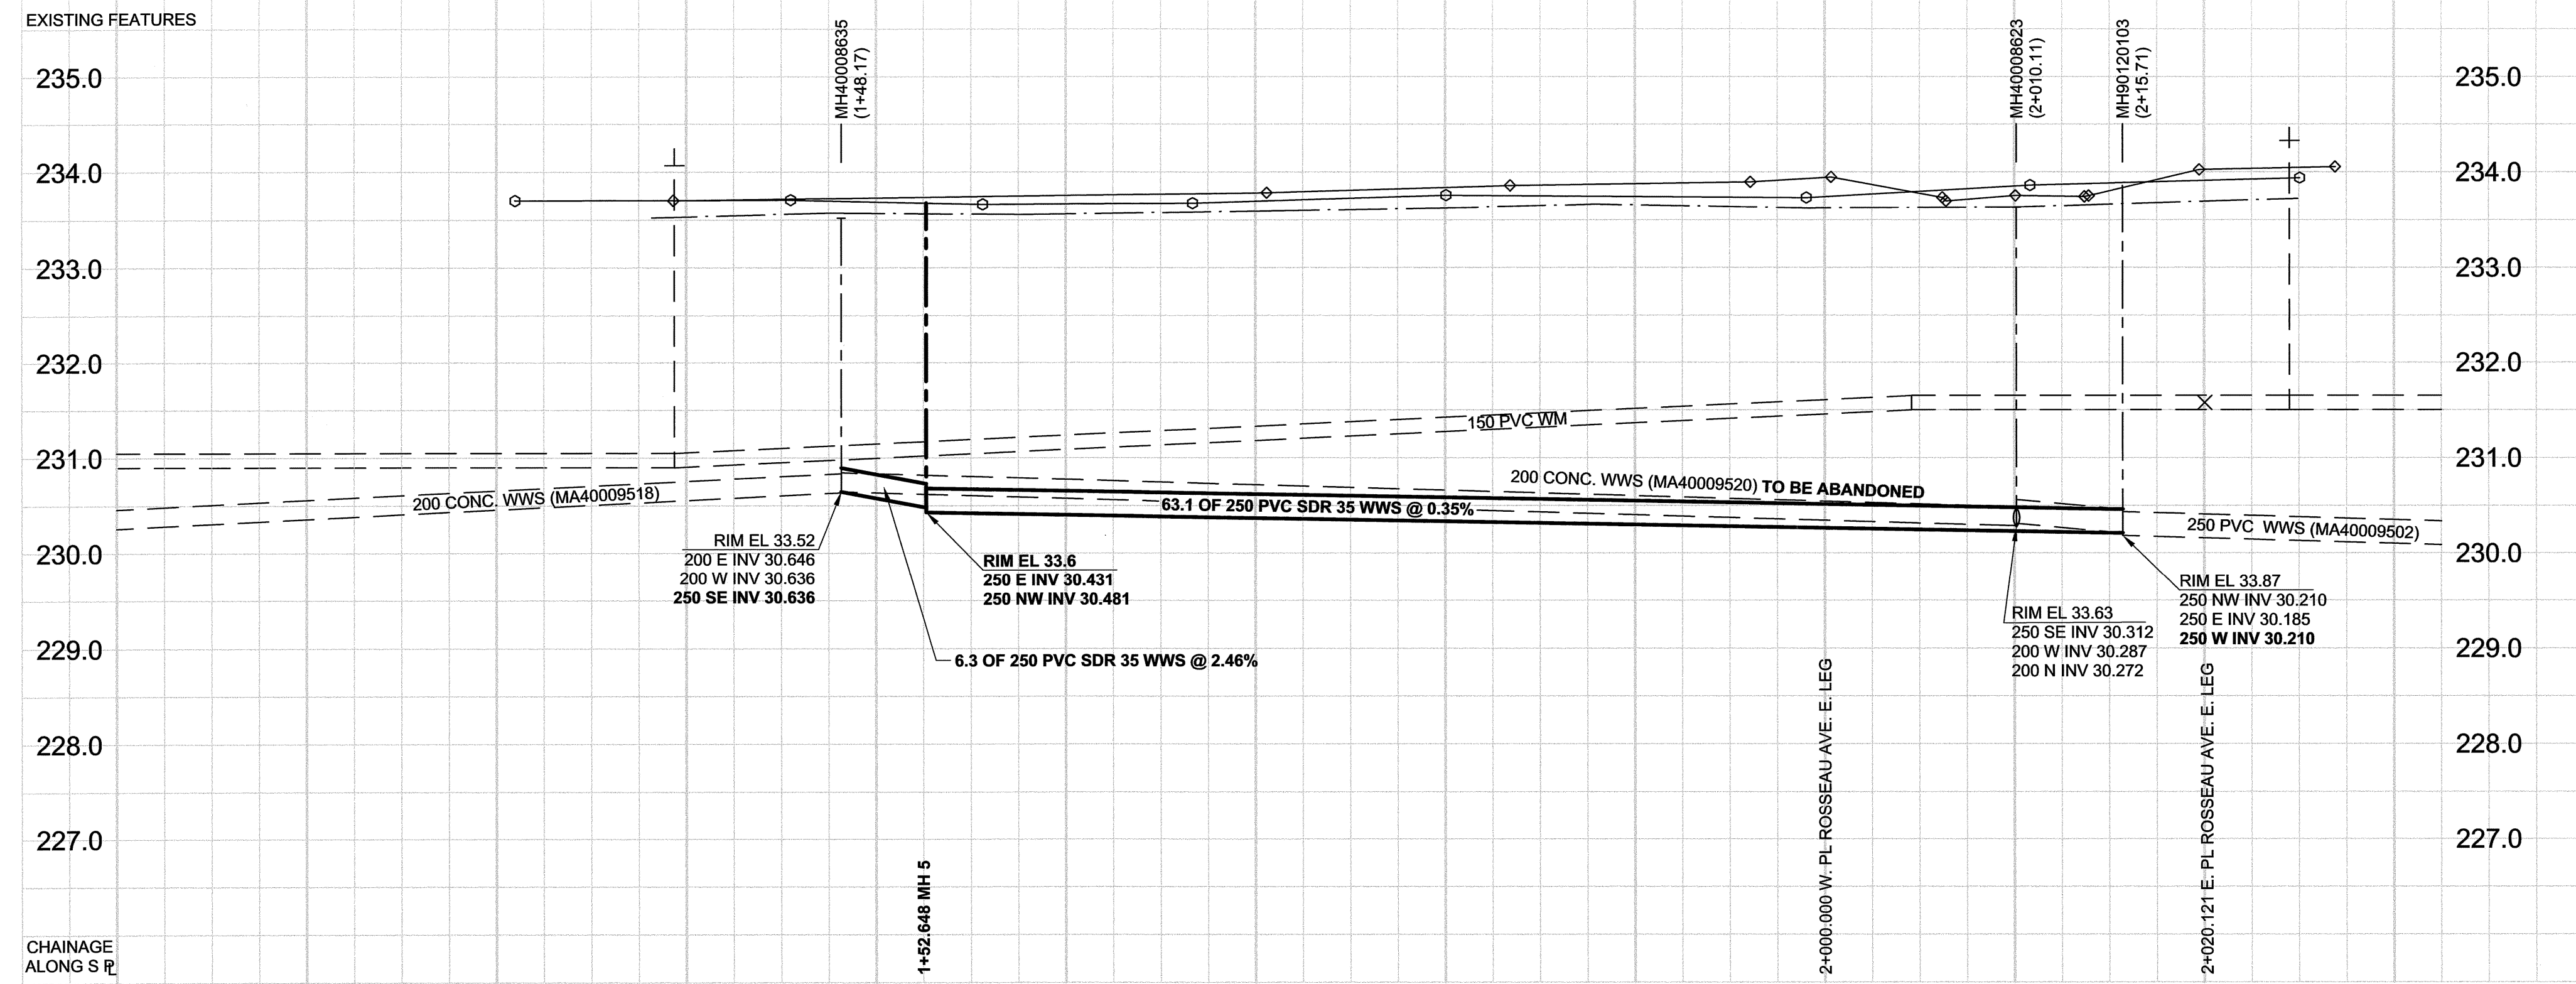 EXISTING FEATURES
MH40008635
(1+48.17)
MH40008623
(2+010.11)
MH90120103
(2+15.71)
235.0
235.0
234.0
234.0
233.0
233.0
232.0
232.0
150 PVC WM
231.0
231.0
200 CONC. WWS (MA40009518)
200 CONC. WWS (MA40009520) TO BE ABANDONED
63.1 OF 250 PVC SDR 35 WWS @ 0.35%
250 PVC WWS (MA40009502)
230.0
230.0
RIM EL 33.52
200 E INV 30.646
200 W INV 30.636
250 SE INV 30.636
RIM EL 33.6
250 E INV 30.431
250 NW INV 30.481
RIM EL 33.63
250 SE INV 30.312
200 W INV 30.287
200 N INV 30.272
RIM EL 33.87
250 NW INV 30.210
250 E INV 30.185
250 W INV 30.210
6.3 OF 250 PVC SDR 35 WWS @ 2.46%
229.0
229.0
228.0
228.0
227.0
227.0
1+52.648 MH 5
2+000.000 W. PL ROSSEAU AVE. E. LEG
2+020.121 E. PL ROSSEAU AVE. E. LEG
CHAINAGE
ALONG S PL